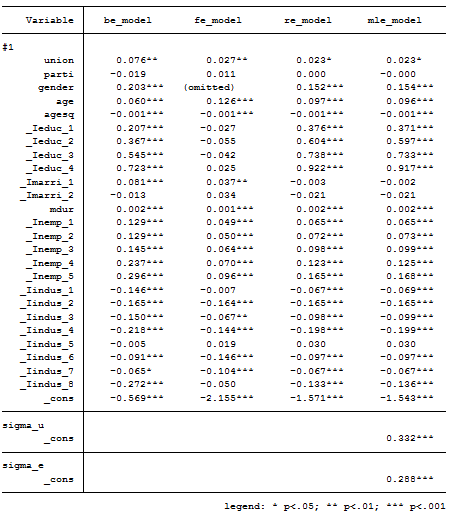 Variable be_model fe_model re_model mle_model
#1
union 0.076** 0.027** 0.023* 0.023*
parti -0.019 0.011 0.000 -0.000
gender 0.203*** (omitted) 0.152*** 0.154***
age 0.060*** 0.126*** 0.097*** 0.096***
agesq -0.001*** -0.001*** -0.001*** -0.001***
_Ieduc_1 0.207*** -0.027 0.376*** 0.371***
_Ieduc_2 0.367*** -0.055 0.604*** 0.597***
_Ieduc_3 0.545*** -0.042 0.738*** 0.733***
_Ieduc_4 0.723*** 0.025 0.922*** 0.917***
_Imarri_1 0.081*** 0.037** -0.003 -0.002
_Imarri_2 -0.013 0.034 -0.021 -0.021
mdur 0.002*** 0.001*** 0.002*** 0.002***
_Inemp_1 0.129*** 0.049*** 0.065*** 0.065***
_Inemp_2 0.129*** 0.050*** 0.072*** 0.073***
_Inemp_3 0.145*** 0.064*** 0.098*** 0.099***
_Inemp_4 0.237*** 0.070*** 0.123*** 0.125***
_Inemp_5 0.296*** 0.096*** 0.165*** 0.168***
_Iindus_1 -0.146*** -0.007 -0.067*** -0.069***
_Iindus_2 -0.165*** -0.164*** -0.165*** -0.165***
_Iindus_3 -0.150*** -0.067** -0.098*** -0.099***
_Iindus_4 -0.218*** -0.144*** -0.198*** -0.199***
_Iindus_5 -0.005 0.019 0.030 0.030
_Iindus_6 -0.091*** -0.146*** -0.097*** -0.097***
_Iindus_7 -0.065* -0.104*** -0.067*** -0.067***
_Iindus_8 -0.272*** -0.050 -0.133*** -0.136***
_cons -0.569*** -2.155*** -1.571*** -1.543***
sigma_u
_cons 0.332***
sigma_e
_cons 0.288***
legend: * p<.05; ** p<.01; *** p<.001